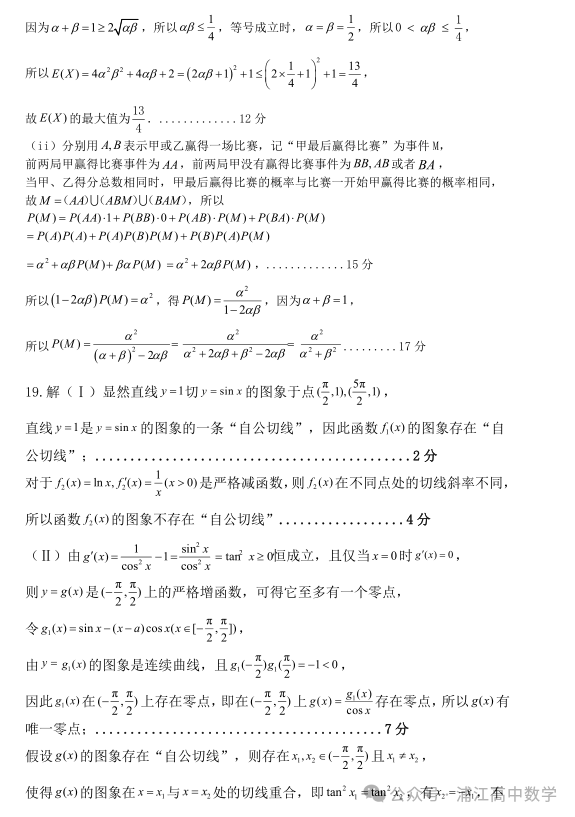 因为α+β=1≥2√αβ，所以αβ≤1/4，等号成立时，α=β=1/2，所以0＜αβ≤1/4，
所以E(X)=4α²β²+4αβ+2=(2αβ+1)²+1≤(2×1/4+1)²+1=13/4，
故E(X)的最大值为13/4．.............12 分
（ii）分别用A,B表示甲或乙赢得一场比赛，记“甲最后赢得比赛”为事件 M，
前两局甲赢得比赛事件为AA，前两局甲没有赢得比赛事件为BB, AB或者BA，
当甲、乙得分总数相同时，甲最后赢得比赛的概率与比赛一开始甲赢得比赛的概率相同，
故M=(AA)⋃(ABM)⋃(BAM)，所以
P(M)=P(AA)·1+P(BB)·0+P(AB)·P(M)+P(BA)·P(M)
=P(A)P(A)+P(A)P(B)P(M)+P(B)P(A)P(M)
=α²+αβP(M)+βαP(M)=α²+2αβP(M)，.............15 分
所以(1−2αβ)P(M)=α²，得P(M)=α²/(1−2αβ)，因为α+β=1，
所以P(M)=α²/((α+β)²−2αβ)=α²/(α²+2αβ+β²−2αβ)=α²/(α²+β²).........17 分
19.解（Ⅰ）显然直线y=1切y=sin x的图象于点(π/2,1),(5π/2,1)，
直线y=1是y=sin x的图象的一条“自公切线”，因此函数f₁(x)的图象存在“自
公切线”；..........................................2 分
对于f₂(x)=ln x, f₂′(x)=1/x(x>0)是严格减函数，则f₂(x)在不同点处的切线斜率不同，
所以函数f₂(x)的图象不存在“自公切线”.................4 分
（Ⅱ）由g′(x)=1/cos²x−1=sin²x/cos²x=tan²x≥0恒成立，且仅当x=0时g′(x)=0，
则y=g(x)是(−π/2,π/2)上的严格增函数，可得它至多有一个零点，
令g₁(x)=sin x−(x−a)cos x(x∈[−π/2,π/2])，
由y=g₁(x)的图象是连续曲线，且g₁(−π/2)g₁(π/2)=−1<0，
因此g₁(x)在(−π/2,π/2)上存在零点，即在(−π/2,π/2)上g(x)=g₁(x)/cos x存在零点，所以g(x)有
唯一零点；......................................7 分
假设g(x)的图象存在“自公切线”，则存在x₁,x₂∈(−π/2,π/2)且x₁≠x₂，
使得g(x)的图象在x=x₁与x=x₂处的切线重合，即tan²x₁=tan²x₂，有x₂=−x₁，不
公众号·浦江高中数学